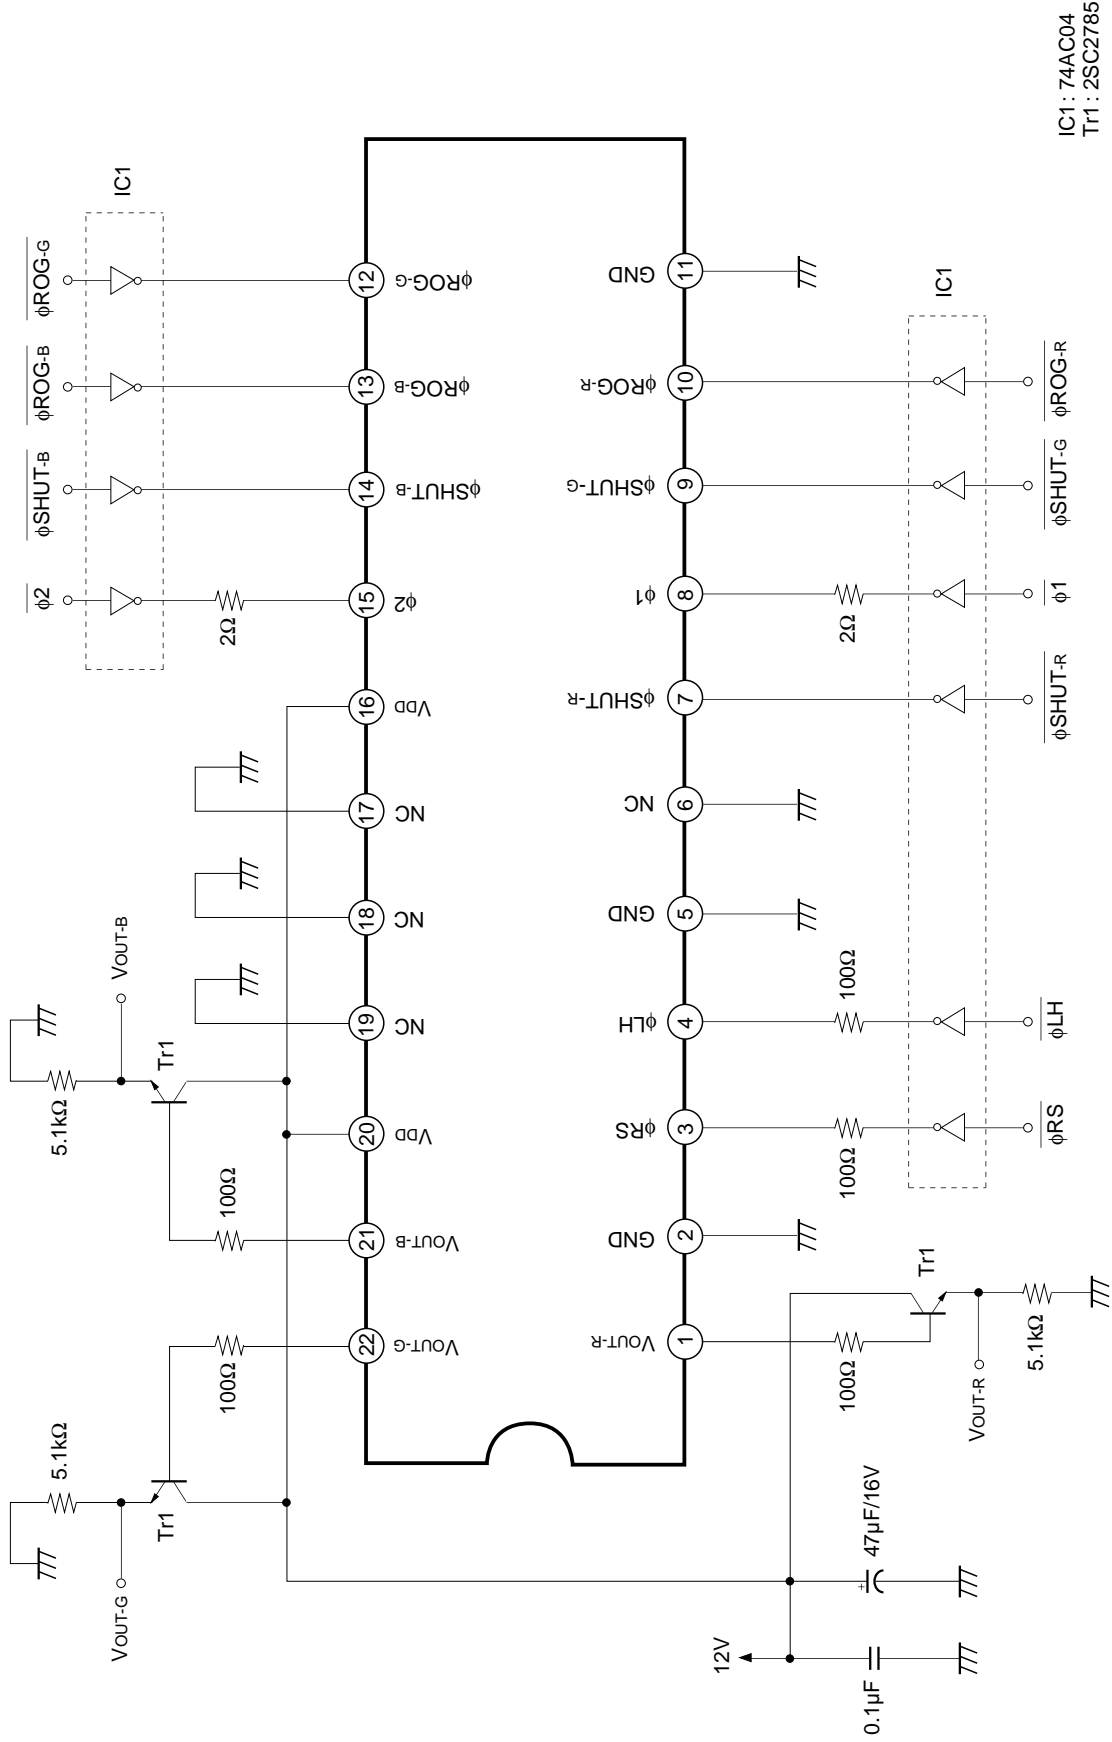 IC1 : 74AC04
Tr1 : 2SC2785
IC1
φROG-G
φROG-B
φSHUT-B
φ2
2Ω
VOUT-B
5.1kΩ
Tr1
100Ω
5.1kΩ
Tr1
100Ω
VOUT-G
22
21
20
19
18
17
16
15
14
13
12
VOUT-G
VOUT-B
VDD
NC
NC
NC
VDD
φ2
φSHUT-B
φROG-B
φROG-G
VOUT-R
GND
φRS
φLH
GND
NC
φSHUT-R
φ1
φSHUT-G
φROG-R
GND
1
2
3
4
5
6
7
8
9
10
11
12V
0.1µF
47µF/16V
100Ω
Tr1
VOUT-R
5.1kΩ
100Ω
100Ω
2Ω
IC1
φRS
φLH
φSHUT-R
φ1
φSHUT-G
φROG-R